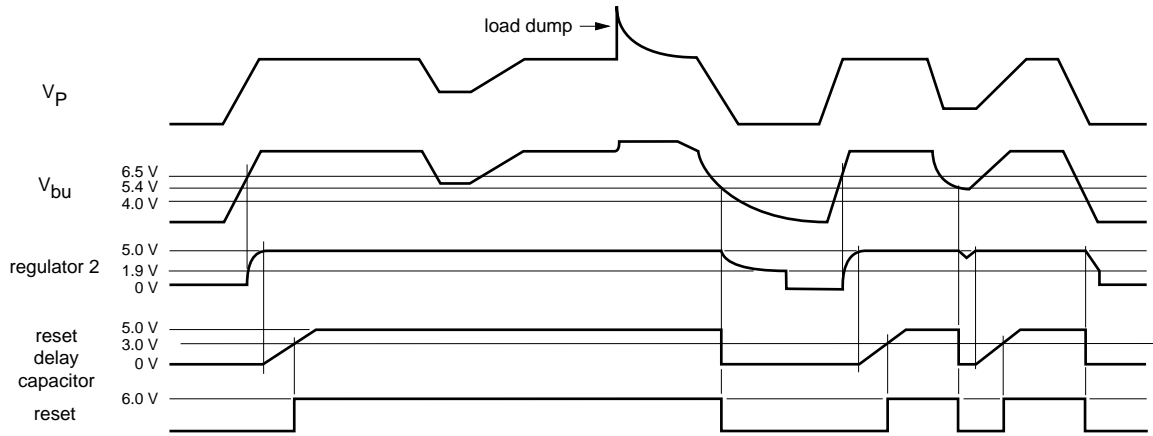 load dump
VP
6.5 V
5.4 V
4.0 V
Vbu
5.0 V
1.9 V
0 V
regulator 2
5.0 V
3.0 V
0 V
reset
delay
capacitor
6.0 V
reset